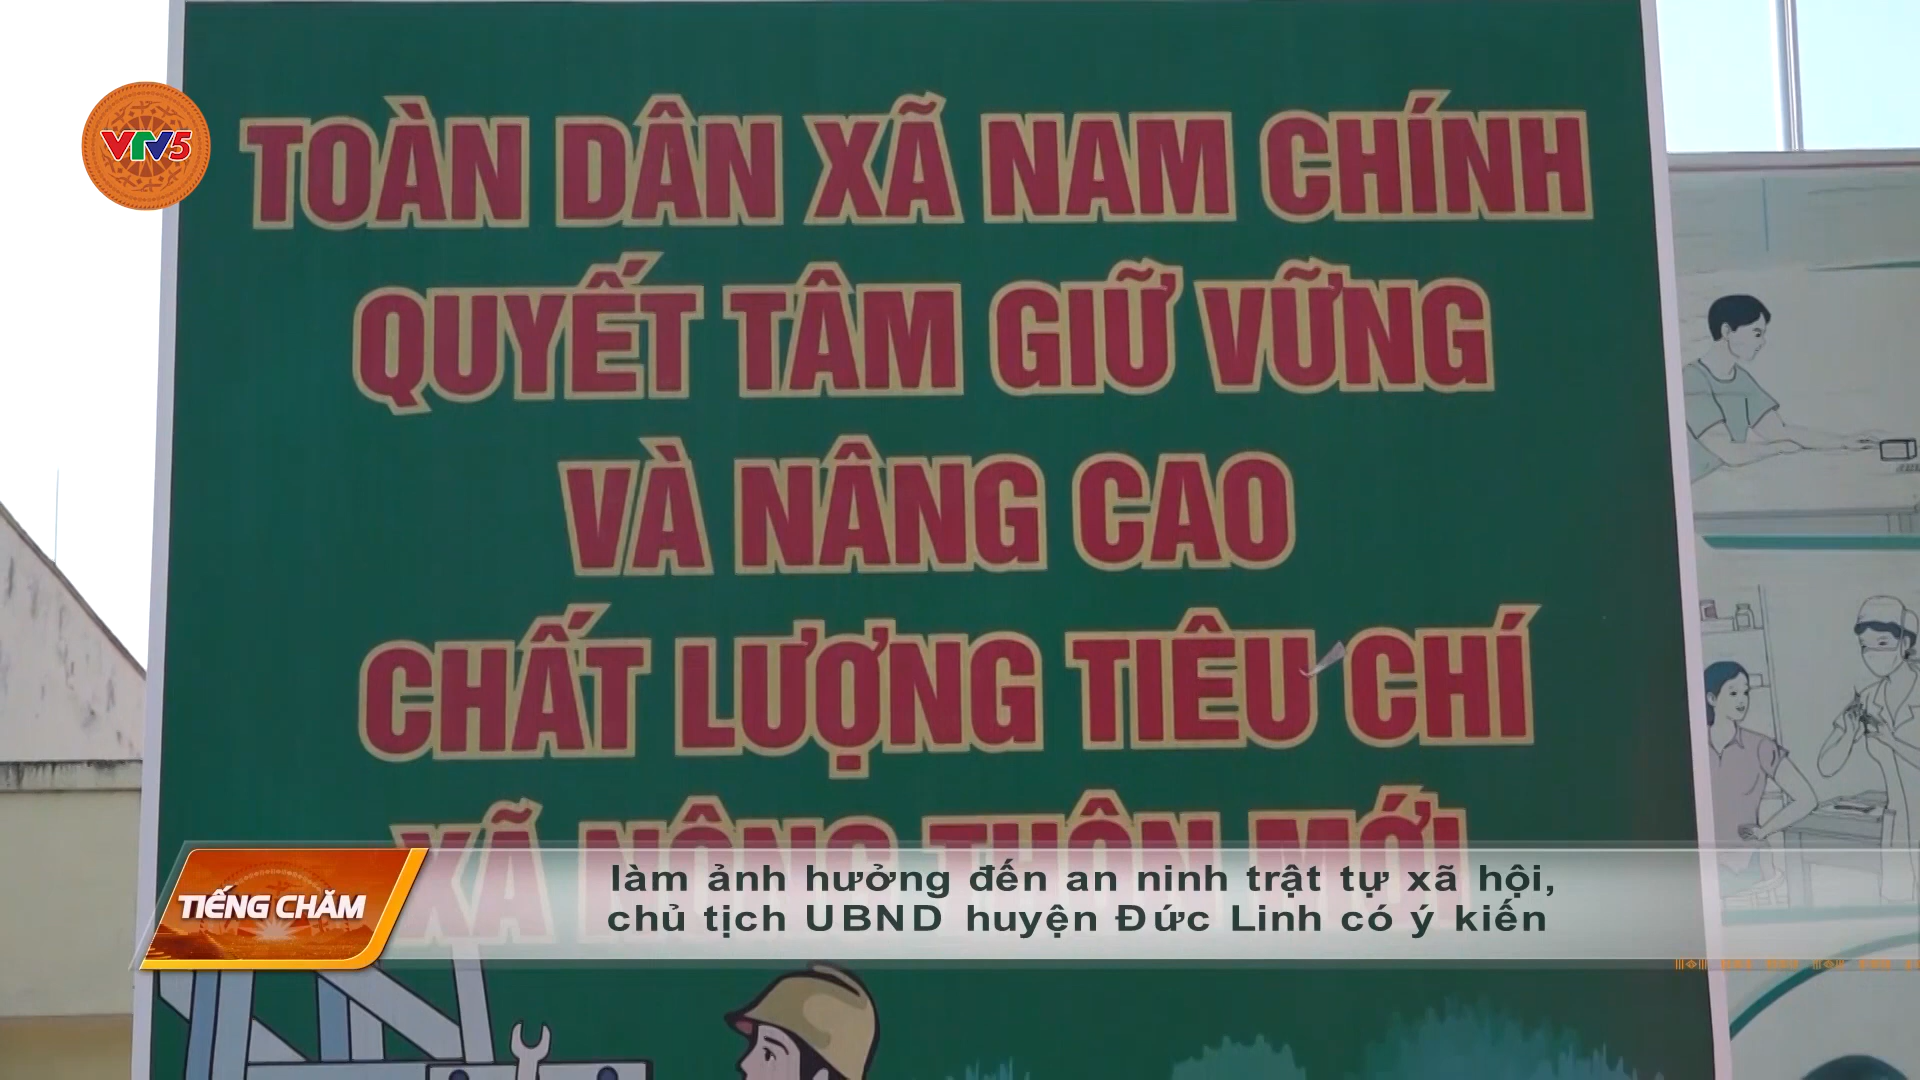 VTV5
TOÀN DÂN XÃ NAM CHÍNH
QUYẾT TÂM GIỮ VỮNG
VÀ NÂNG CAO
CHẤT LƯỢNG TIÊU CHÍ
XÃ NÔNG THÔN MỚI
TIẾNG CHĂM
làm ảnh hưởng đến an ninh trật tự xã hội,
chủ tịch UBND huyện Đức Linh có ý kiến